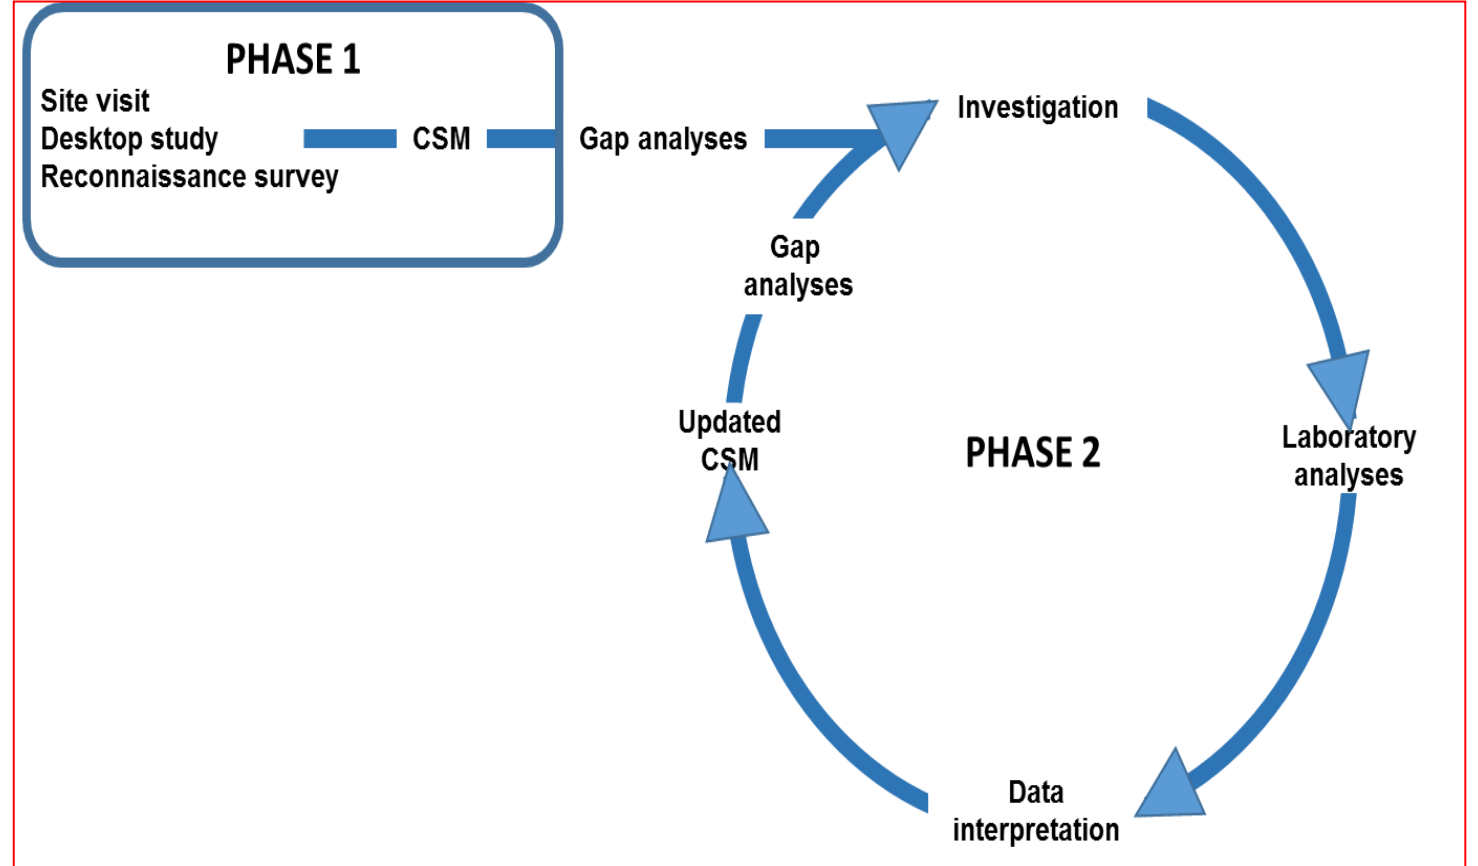 PHASE 1
Site visit
Desktop study
Reconnaissance survey
CSM
Gap analyses
Investigation
Gap
analyses
Updated
CSM
PHASE 2
Laboratory
analyses
Data
interpretation